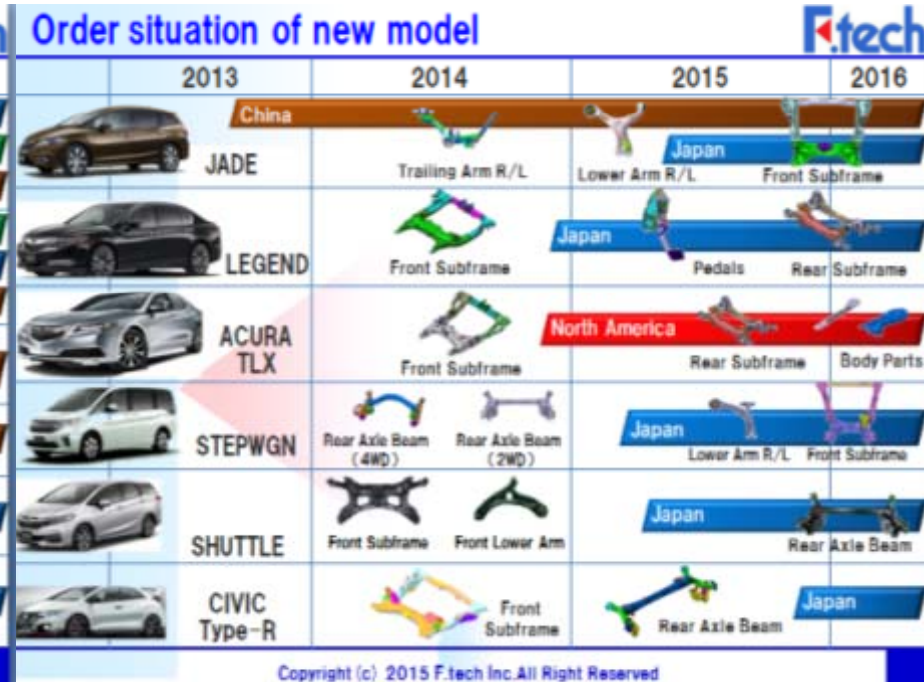 Order situation of new model
F.tech
2013
2014
2015
2016
China
JADE
Trailing Arm R/L
Lower Arm R/L
Japan
Front Subframe
LEGEND
Front Subframe
Japan
Pedals
Rear Subframe
ACURA
TLX
Front Subframe
North America
Rear Subframe
Body Parts
STEPWGN
Rear Axle Beam
(4WD)
Rear Axle Beam
(2WD)
Japan
Lower Arm R/L
Front Subframe
SHUTTLE
Front Subframe
Front Lower Arm
Japan
Rear Axle Beam
CIVIC
Type-R
Front
Subframe
Rear Axle Beam
Japan
Copyright (c) 2015 F.tech Inc.All Right Reserved